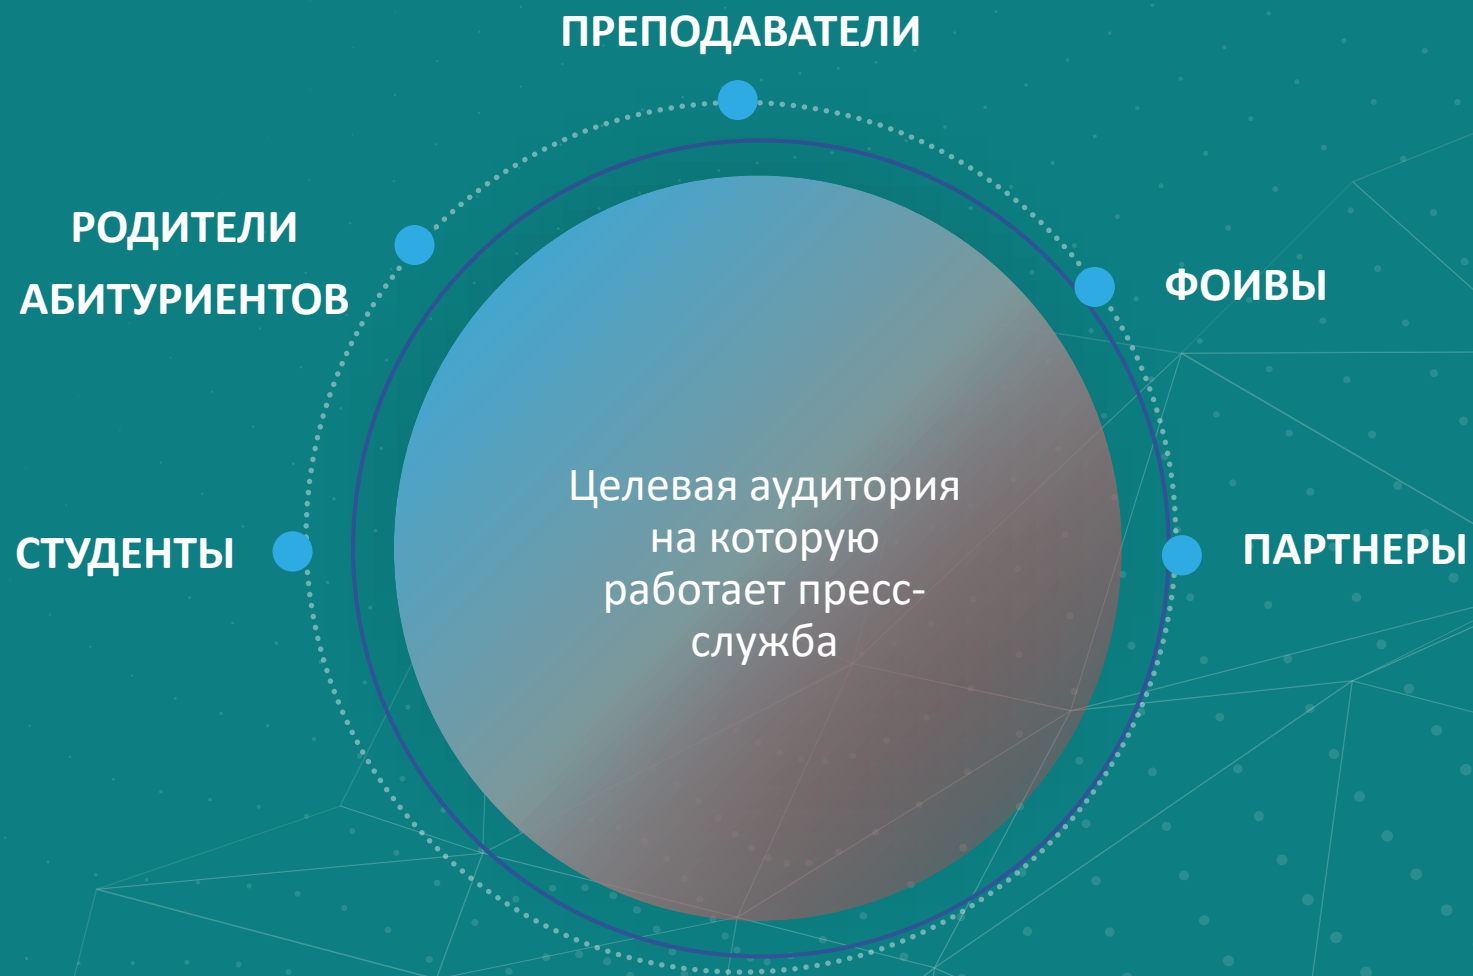 ПРЕПОДАВАТЕЛИ
РОДИТЕЛИ
АБИТУРИЕНТОВ
ФОИВЫ
СТУДЕНТЫ
Целевая аудитория
на которую
работает пресс-
служба
ПАРТНЕРЫ